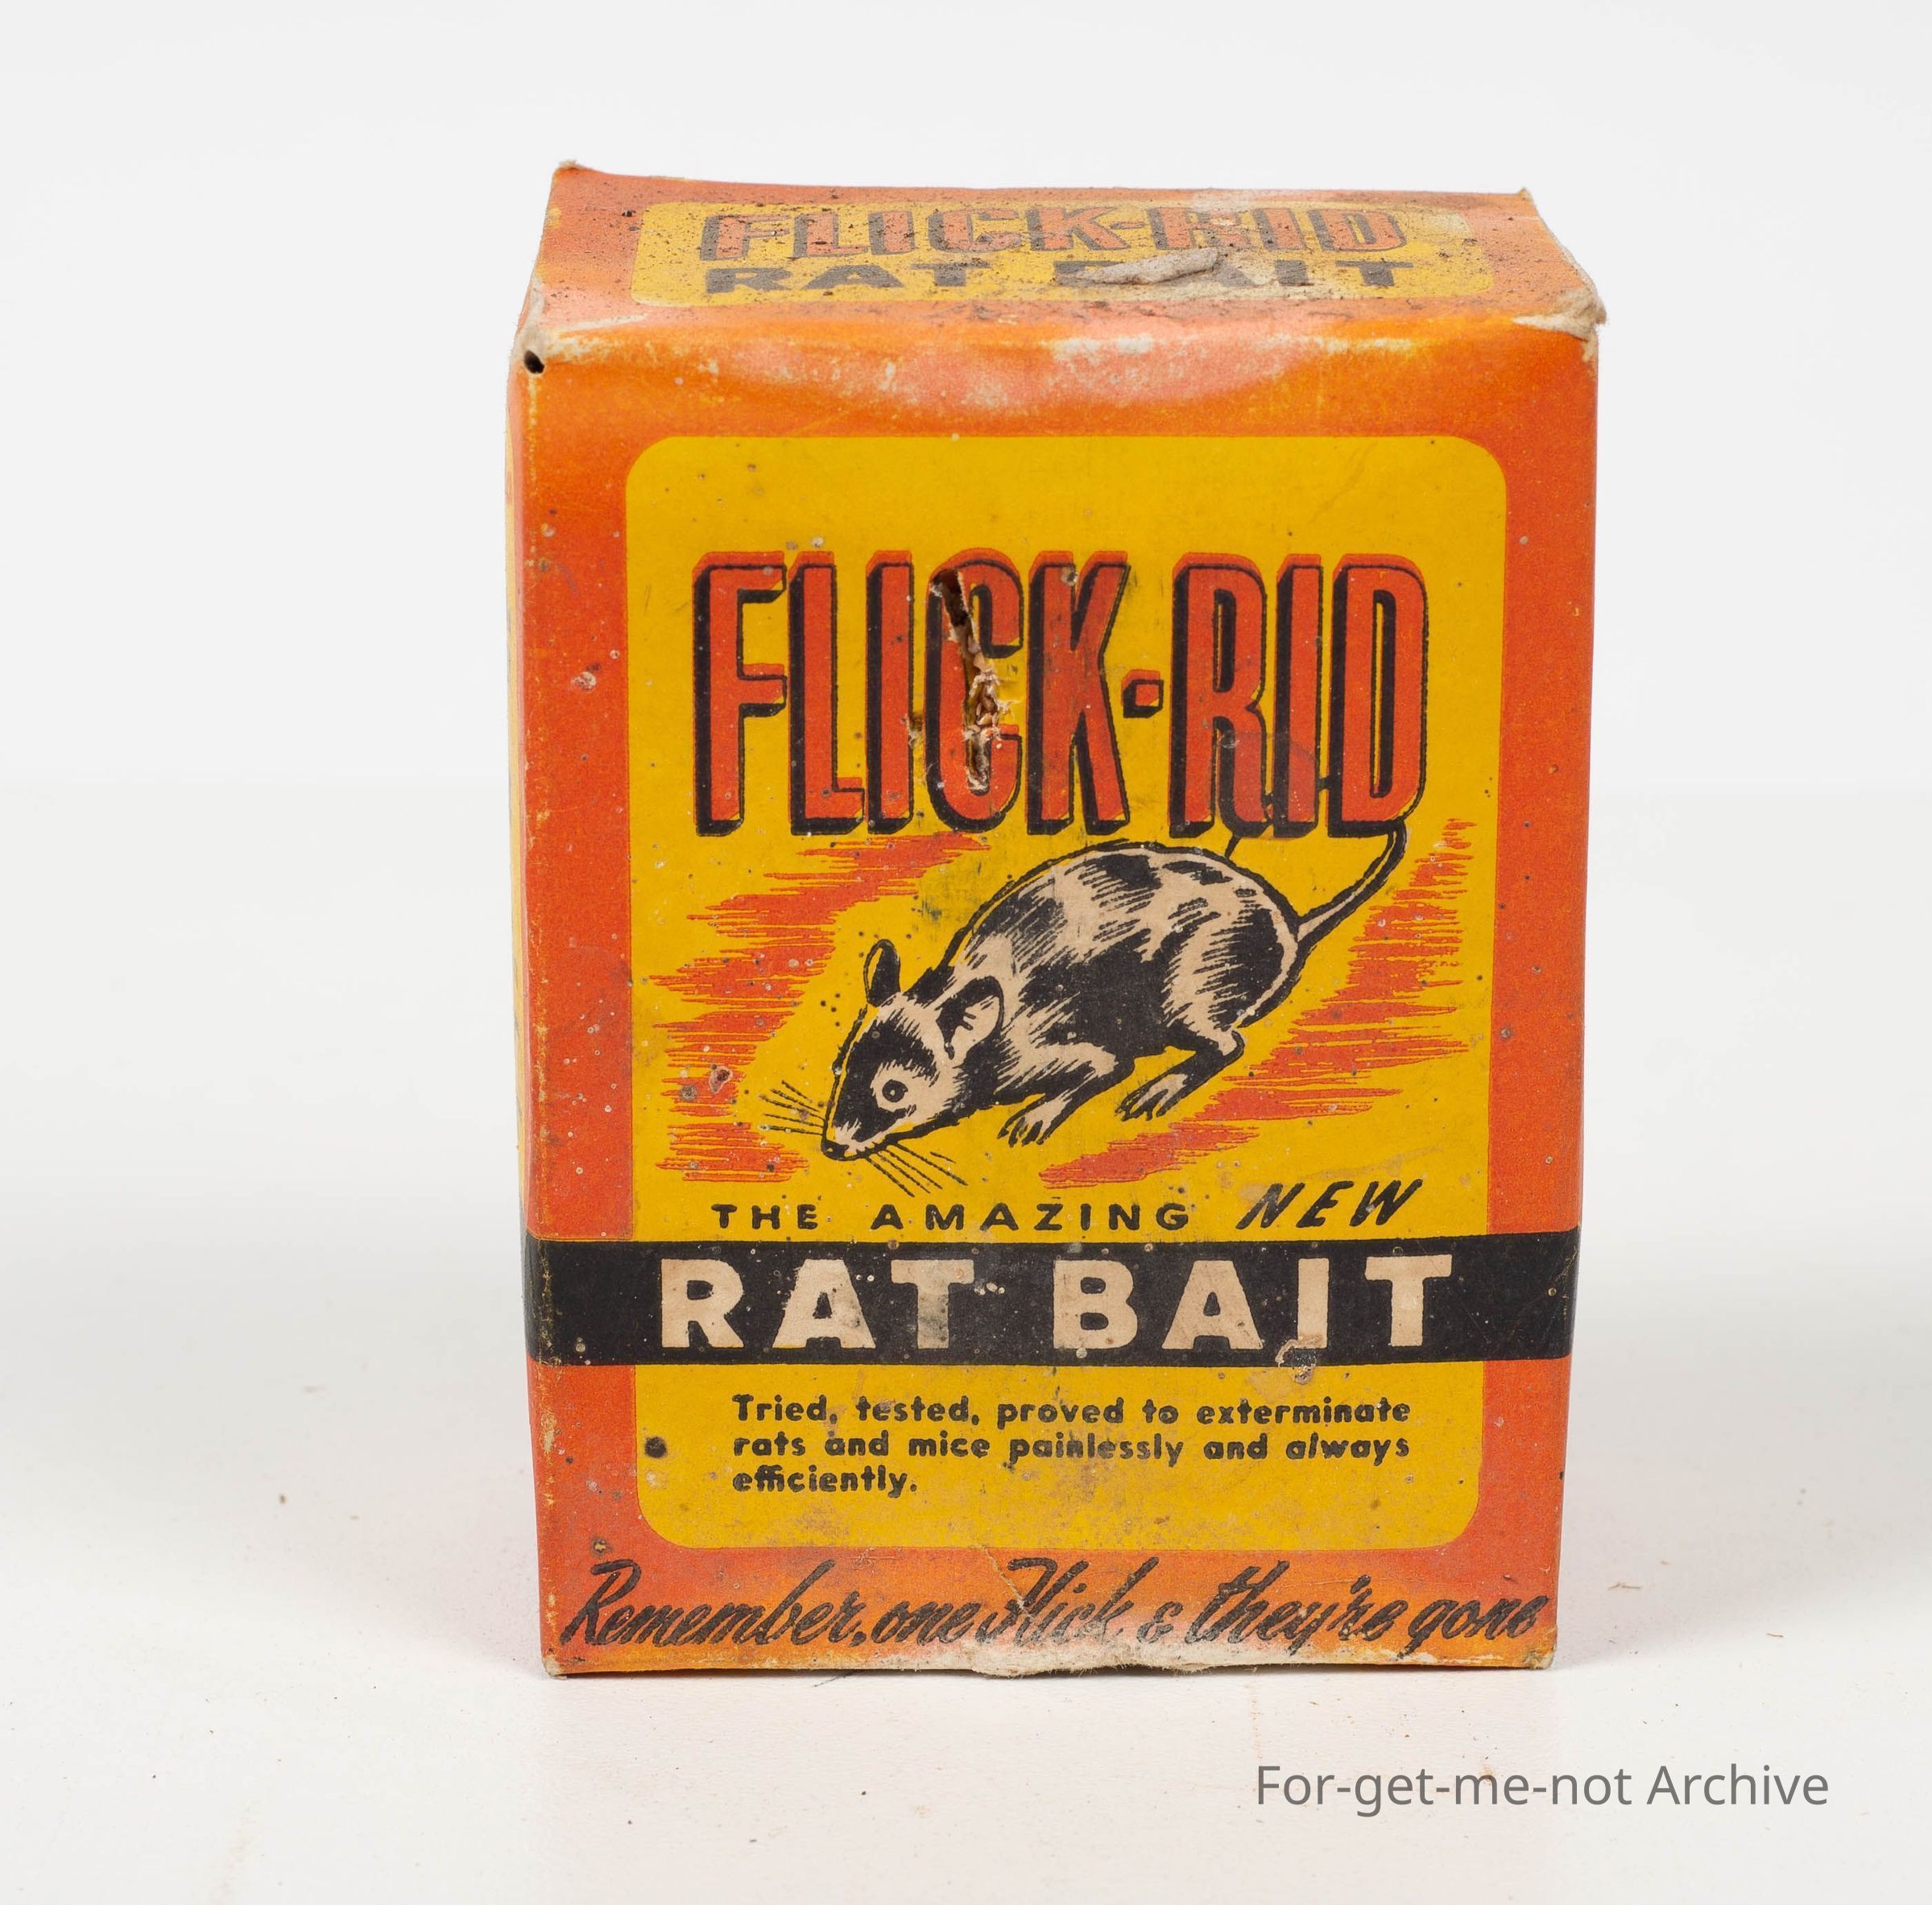 FLICK-RID
RAT BAIT
FLICK-RID
THE AMAZING NEW
RAT BAIT
Tried, tested, proved to exterminate
rats and mice painlessly and always
efficiently.
Remember, one Flick & they're gone
For-get-me-not Archive